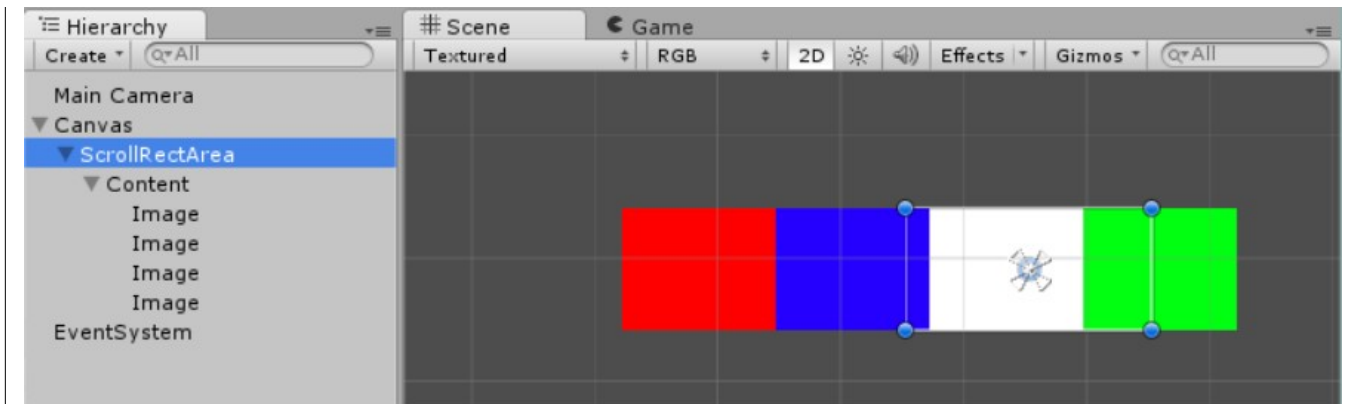 Hierarchy
Create All
Main Camera
Canvas
ScrollRectArea
Content
Image
Image
Image
Image
EventSystem
Scene Game
Textured RGB 2D Effects Gizmos All